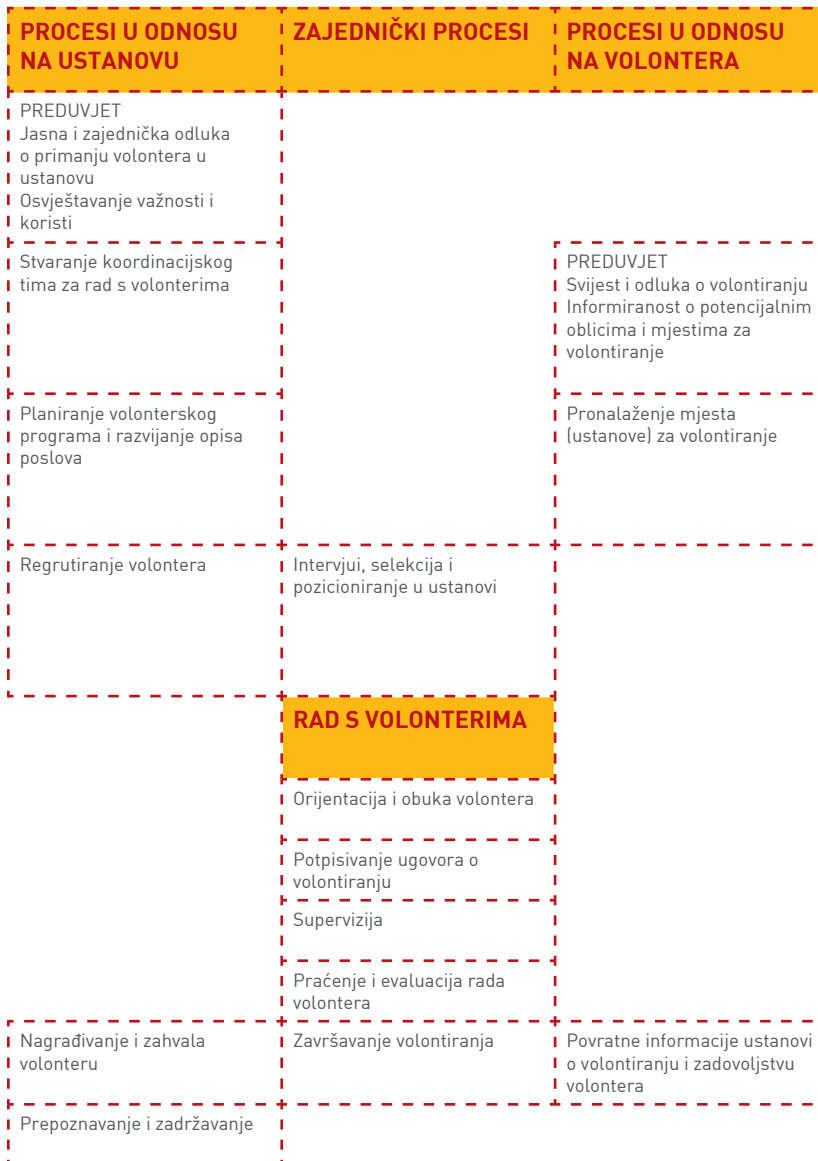 PROCESI U ODNOSU
NA USTANOVU
ZAJEDNIČKI PROCESI
PROCESI U ODNOSU
NA VOLONTERA
PREDUVJET
Jasna i zajednička odluka
o primanju volontera u
ustanovu
Osvještavanje važnosti i
koristi
Stvaranje koordinacijskog
tima za rad s volonterima
PREDUVJET
Svijest i odluka o volontiranju
Informiranost o potencijalnim
oblicima i mjestima za
volontiranje
Planiranje volonterskog
programa i razvijanje opisa
poslova
Pronalaženje mjesta
(ustanove) za volontiranje
Regrutiranje volontera
Intervjui, selekcija i
pozicioniranje u ustanovi
RAD S VOLONTERIMA
Orijentacija i obuka volontera
Potpisivanje ugovora o
volontiranju
Supervizija
Praćenje i evaluacija rada
volontera
Nagrađivanje i zahvala
volonteru
Završavanje volontiranja
Povratne informacije ustanovi
o volontiranju i zadovoljstvu
volontera
Prepoznavanje i zadržavanje